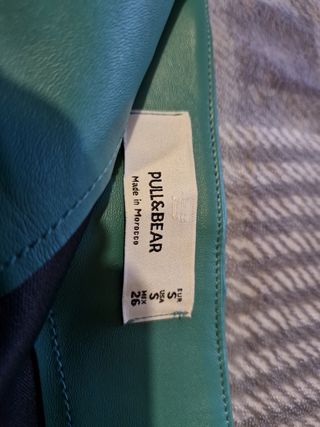 PULL&BEAR
Made in Morocco
EUR S
USA S
MEX 26